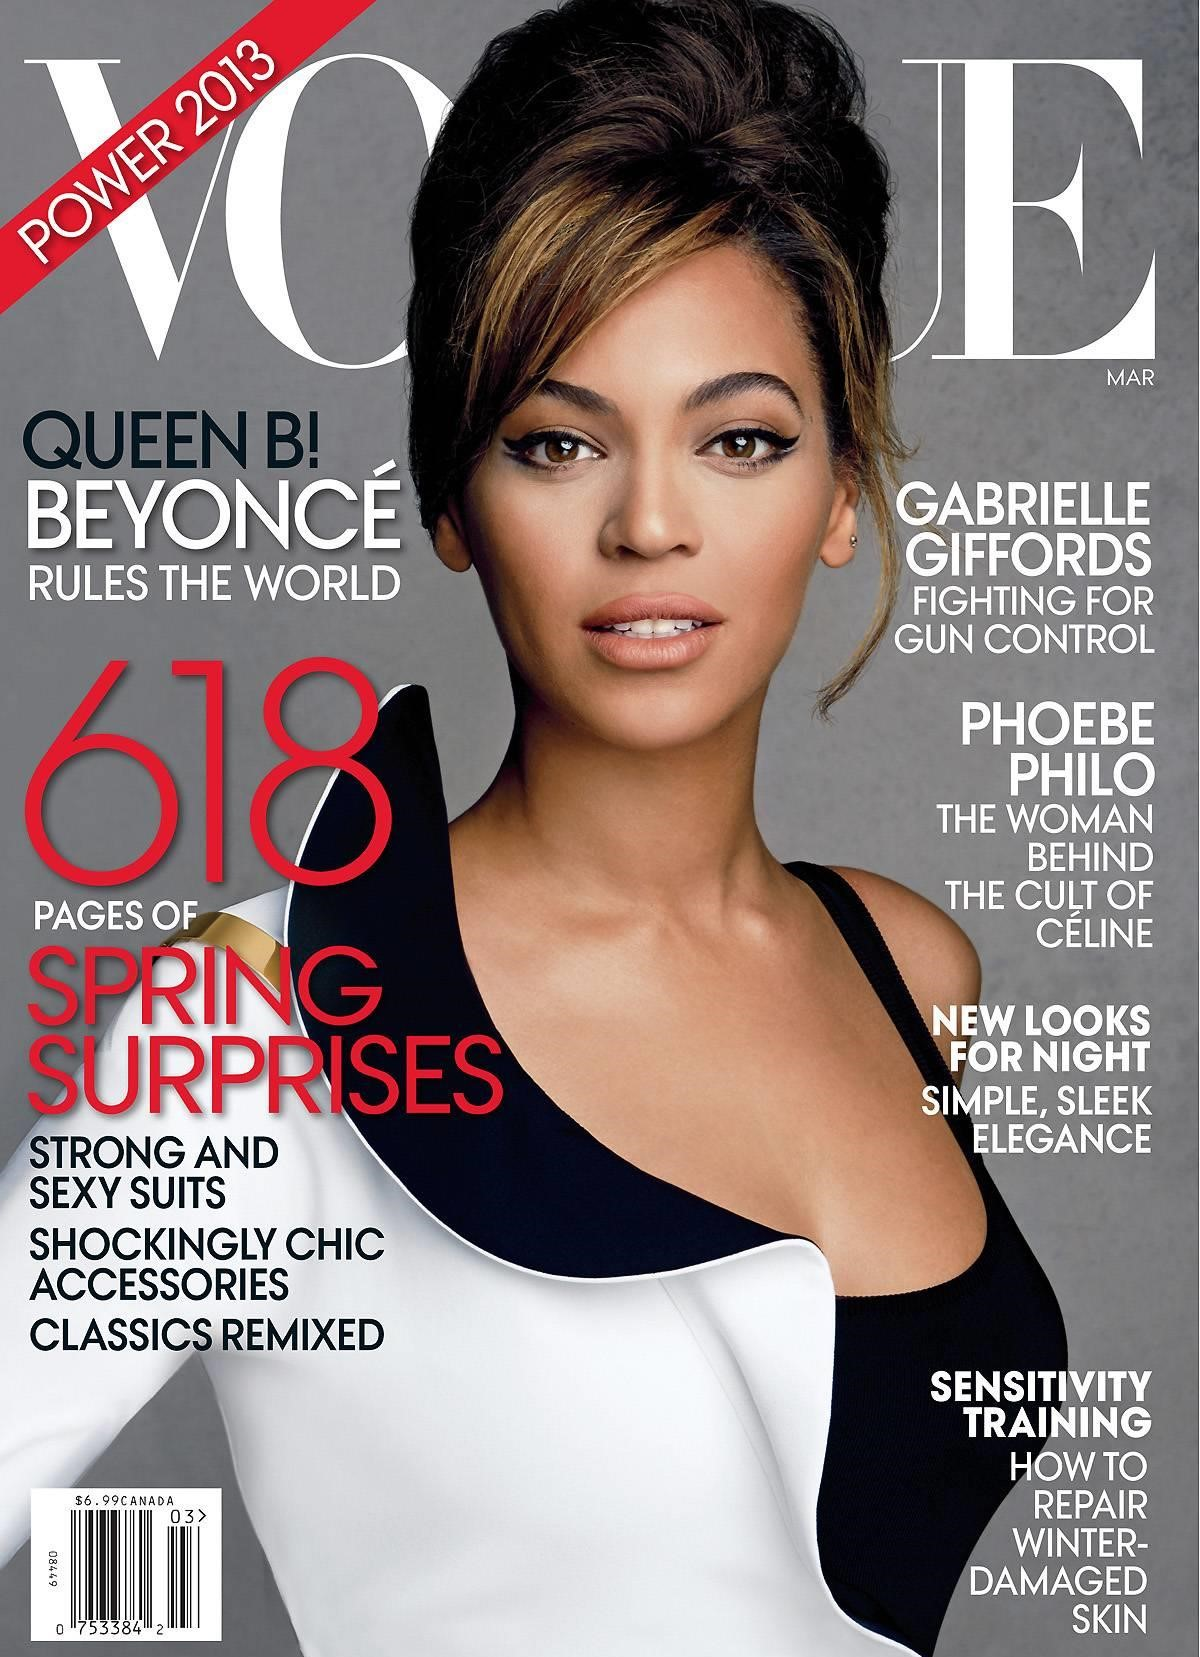 POWER 2013
VOGUE
MAR
QUEEN B!
BEYONCÉ
RULES THE WORLD
618
PAGES OF
SPRING
SURPRISES
STRONG AND
SEXY SUITS
SHOCKINGLY CHIC
ACCESSORIES
CLASSICS REMIXED
GABRIELLE
GIFFORDS
FIGHTING FOR
GUN CONTROL
PHOEBE
PHILO
THE WOMAN
BEHIND
THE CULT OF
CÉLINE
NEW LOOKS
FOR NIGHT
SIMPLE, SLEEK
ELEGANCE
SENSITIVITY
TRAINING
HOW TO
REPAIR
WINTER-
DAMAGED
SKIN
$6.99CANADA
03>
08449
0 753384 2